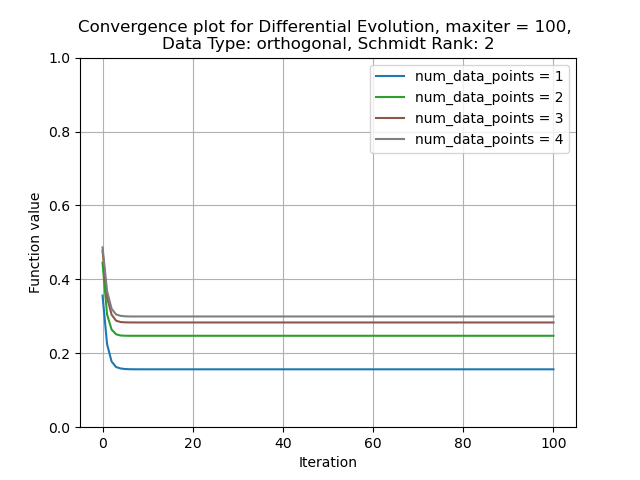 Convergence plot for Differential Evolution, maxiter = 100,
Data Type: orthogonal, Schmidt Rank: 2
1.0
0.8
0.6
0.4
0.2
0.0
Function value
num_data_points = 1
num_data_points = 2
num_data_points = 3
num_data_points = 4
0 20 40 60 80 100
Iteration